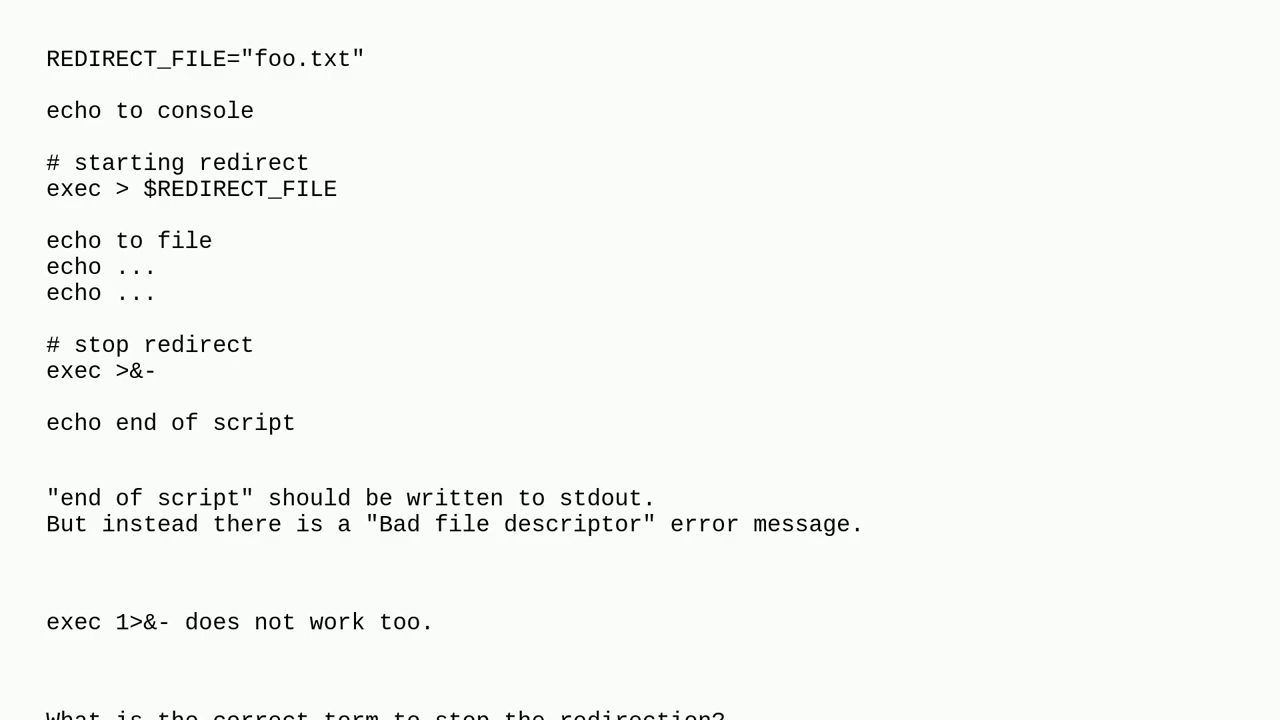 REDIRECT_FILE="foo.txt"
echo to console
# starting redirect
exec > $REDIRECT_FILE
echo to file
echo ...
echo ...
# stop redirect
exec >&-
echo end of script
"end of script" should be written to stdout.
But instead there is a "Bad file descriptor" error message.
exec 1>&- does not work too.
What is the correct term to stop the redirection?